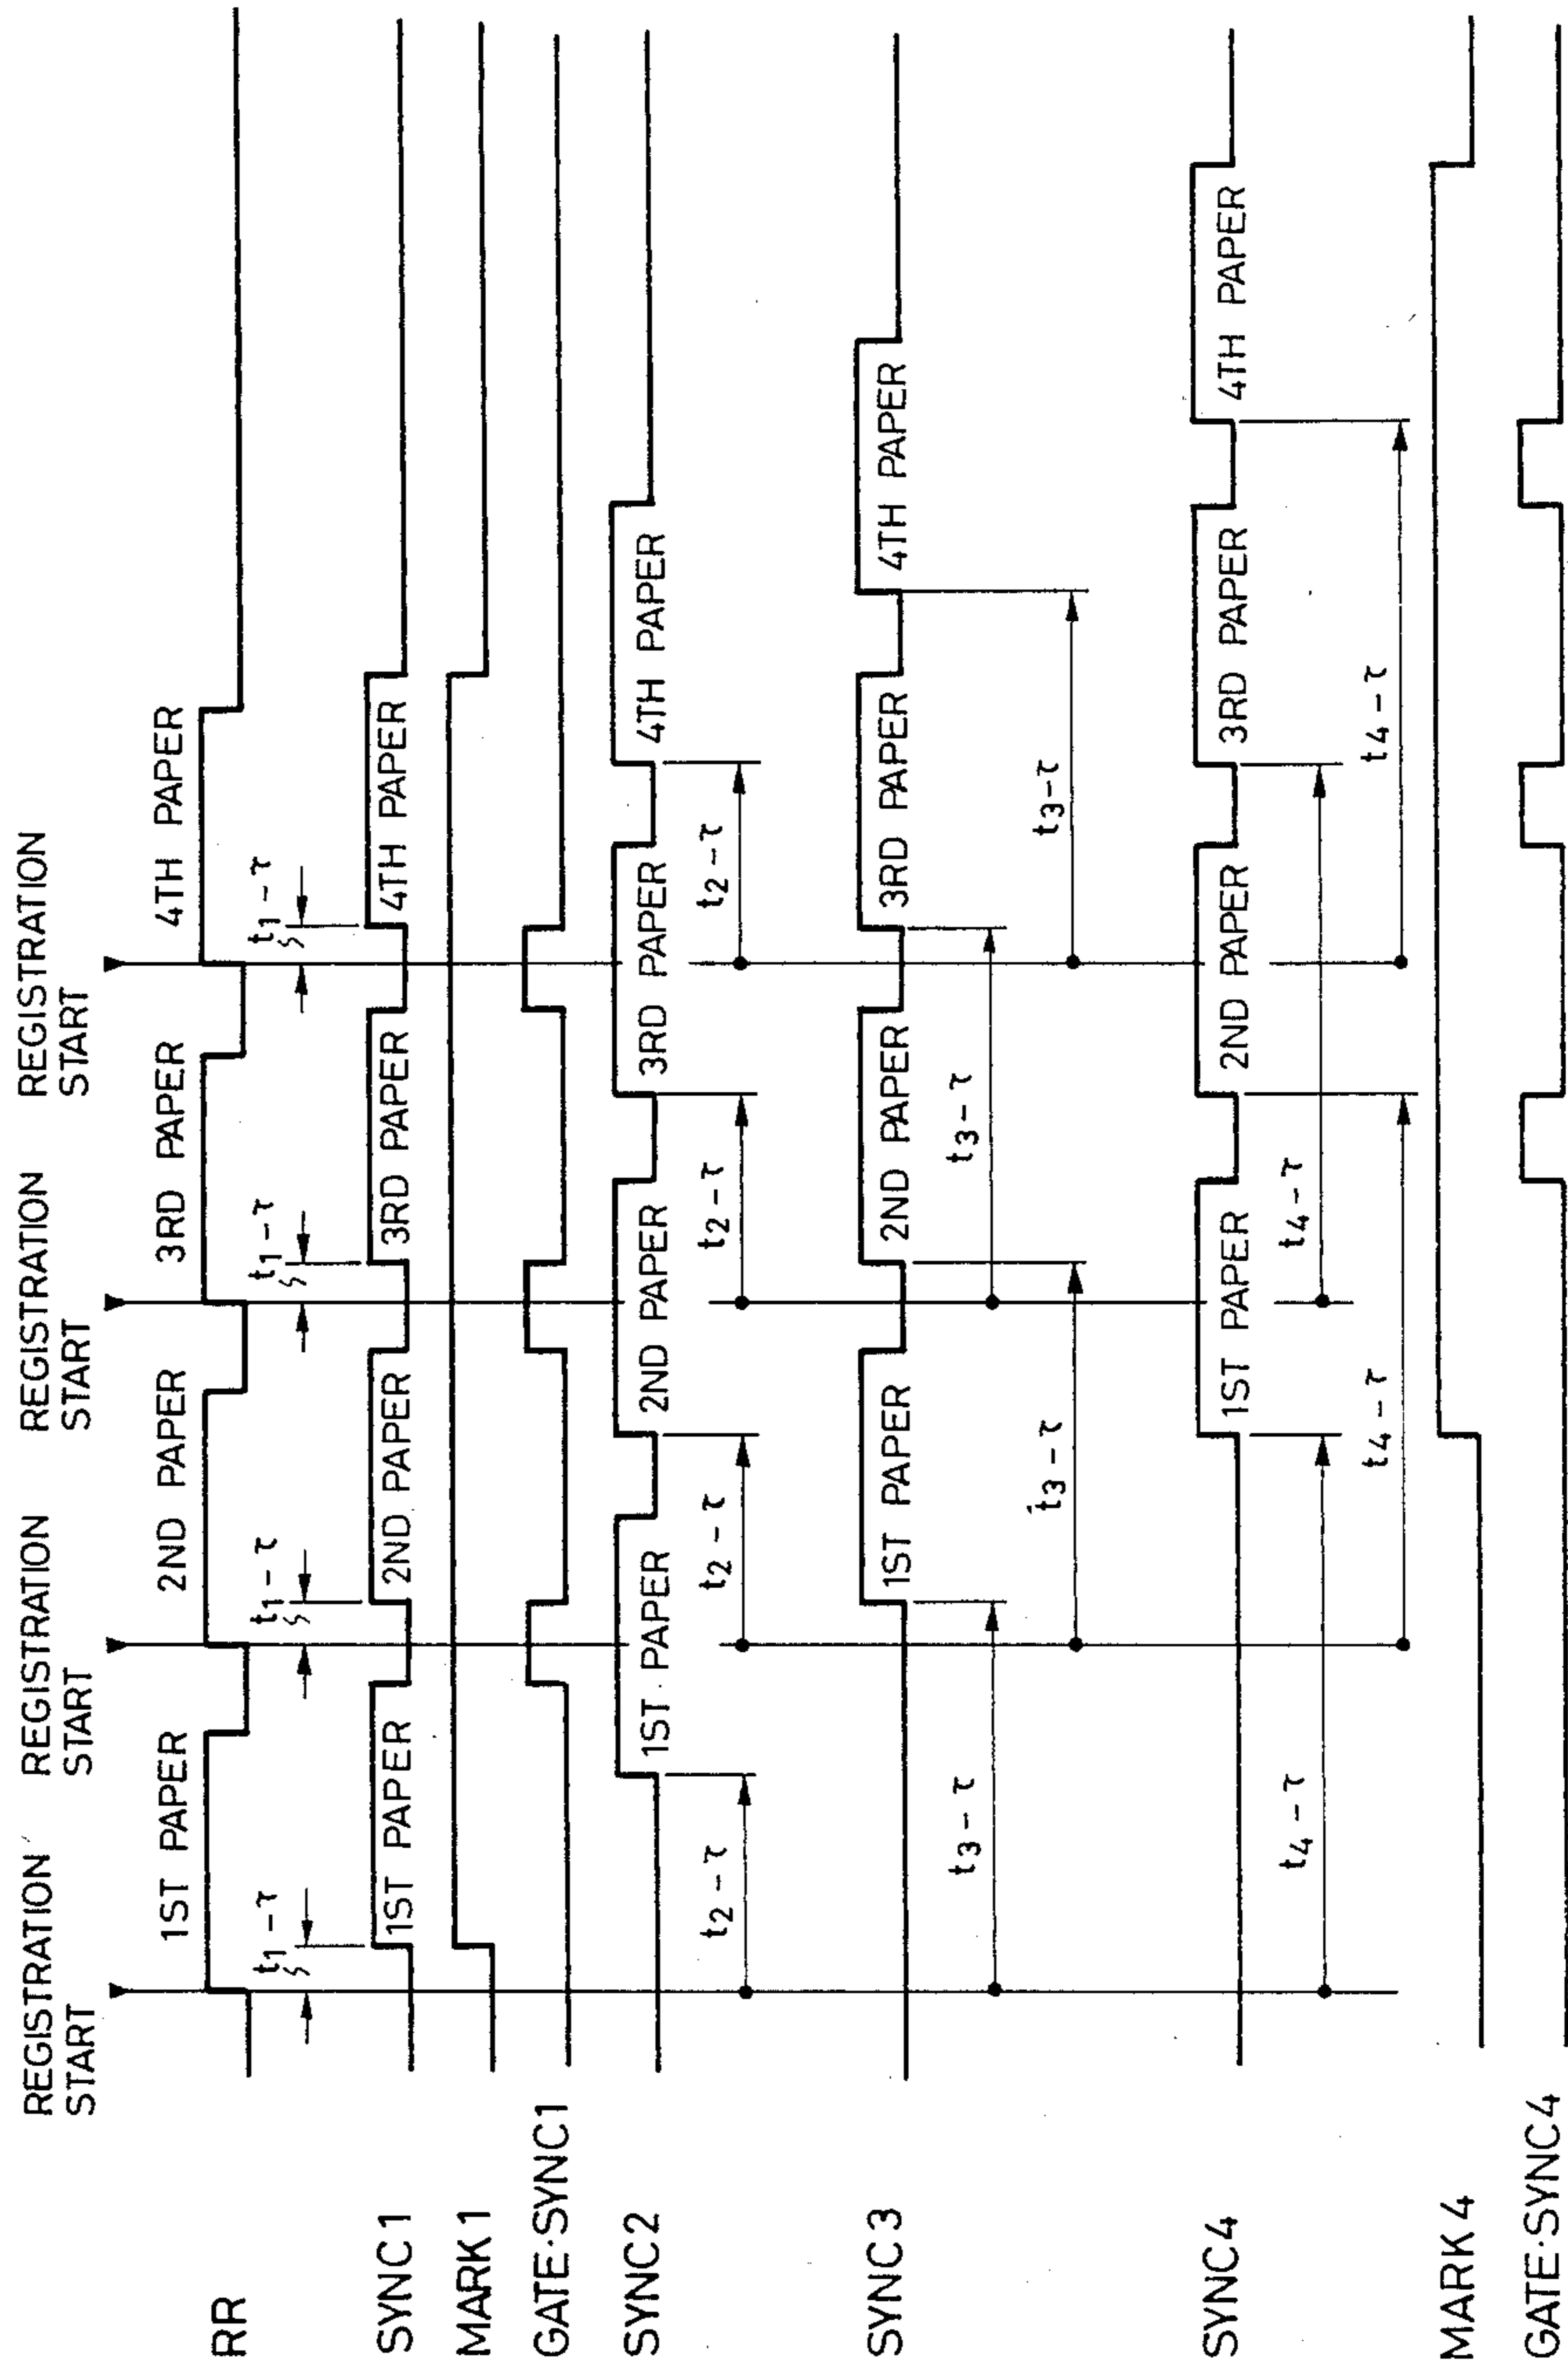 REGISTRATION START
REGISTRATION START
REGISTRATION START
REGISTRATION START
RR
1ST PAPER
2ND PAPER
3RD PAPER
4TH PAPER
t1-τ
t1-τ
t1-τ
t1-τ
SYNC1
1ST PAPER
2ND PAPER
3RD PAPER
4TH PAPER
MARK1
GATE·SYNC1
SYNC2
1ST PAPER
2ND PAPER
3RD PAPER
4TH PAPER
t2-τ
t2-τ
t2-τ
t2-τ
SYNC3
1ST PAPER
2ND PAPER
3RD PAPER
4TH PAPER
t3-τ
t3-τ
t3-τ
t3-τ
SYNC4
1ST PAPER
2ND PAPER
3RD PAPER
4TH PAPER
t4-τ
t4-τ
t4-τ
t4-τ
MARK4
GATE·SYNC4